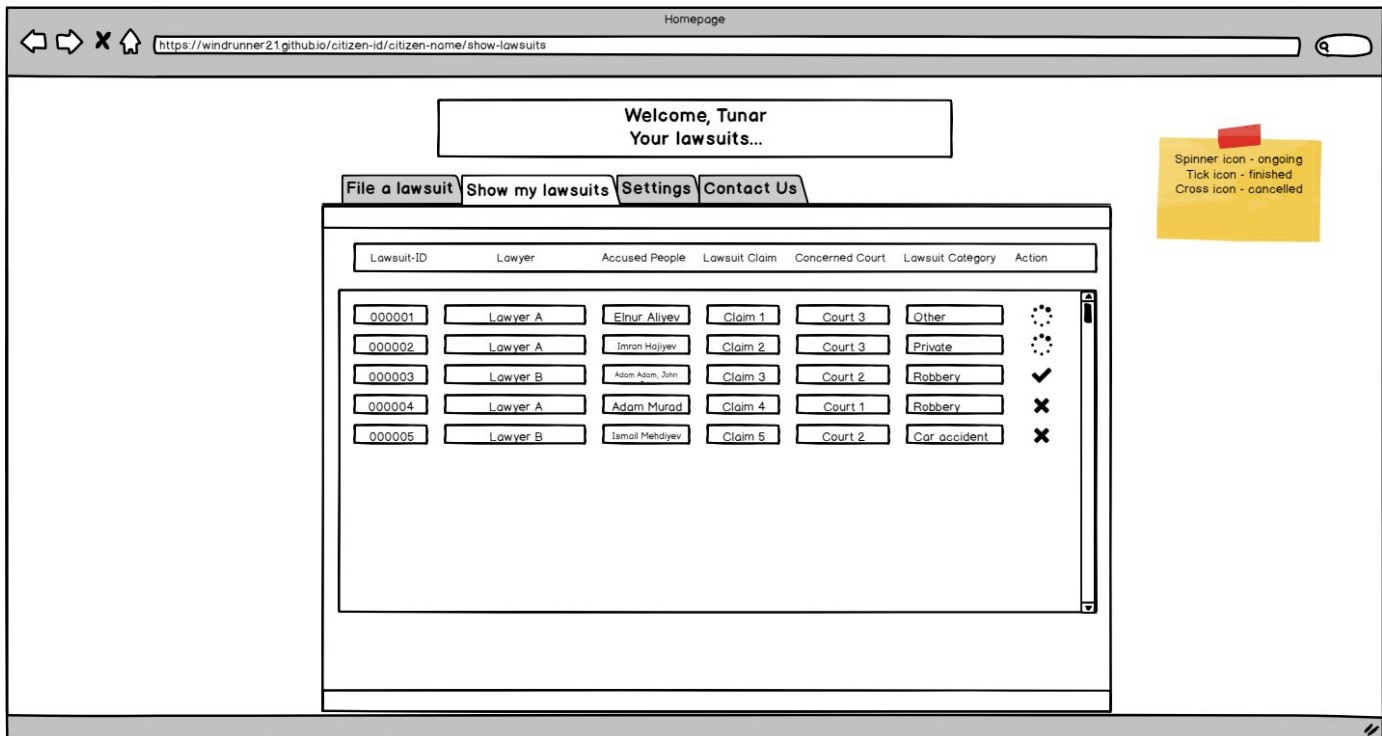 Homepage
https://windrunner21.github.io/citizen-id/citizen-name/show-lawsuits
Welcome, Tunar
Your lawsuits...
Spinner icon - ongoing
Tick icon - finished
Cross icon - cancelled
File a lawsuit Show my lawsuits Settings Contact Us
Lawsuit-ID Lawyer Accused People Lawsuit Claim Concerned Court Lawsuit Category Action
000001 Lawyer A Elnur Aliyev Claim 1 Court 3 Other
000002 Lawyer A Imran Hajiyev Claim 2 Court 3 Private
000003 Lawyer B Adam Adam, John Claim 3 Court 2 Robbery
000004 Lawyer A Adam Murad Claim 4 Court 1 Robbery
000005 Lawyer B Ismail Mehdiyev Claim 5 Court 2 Car accident